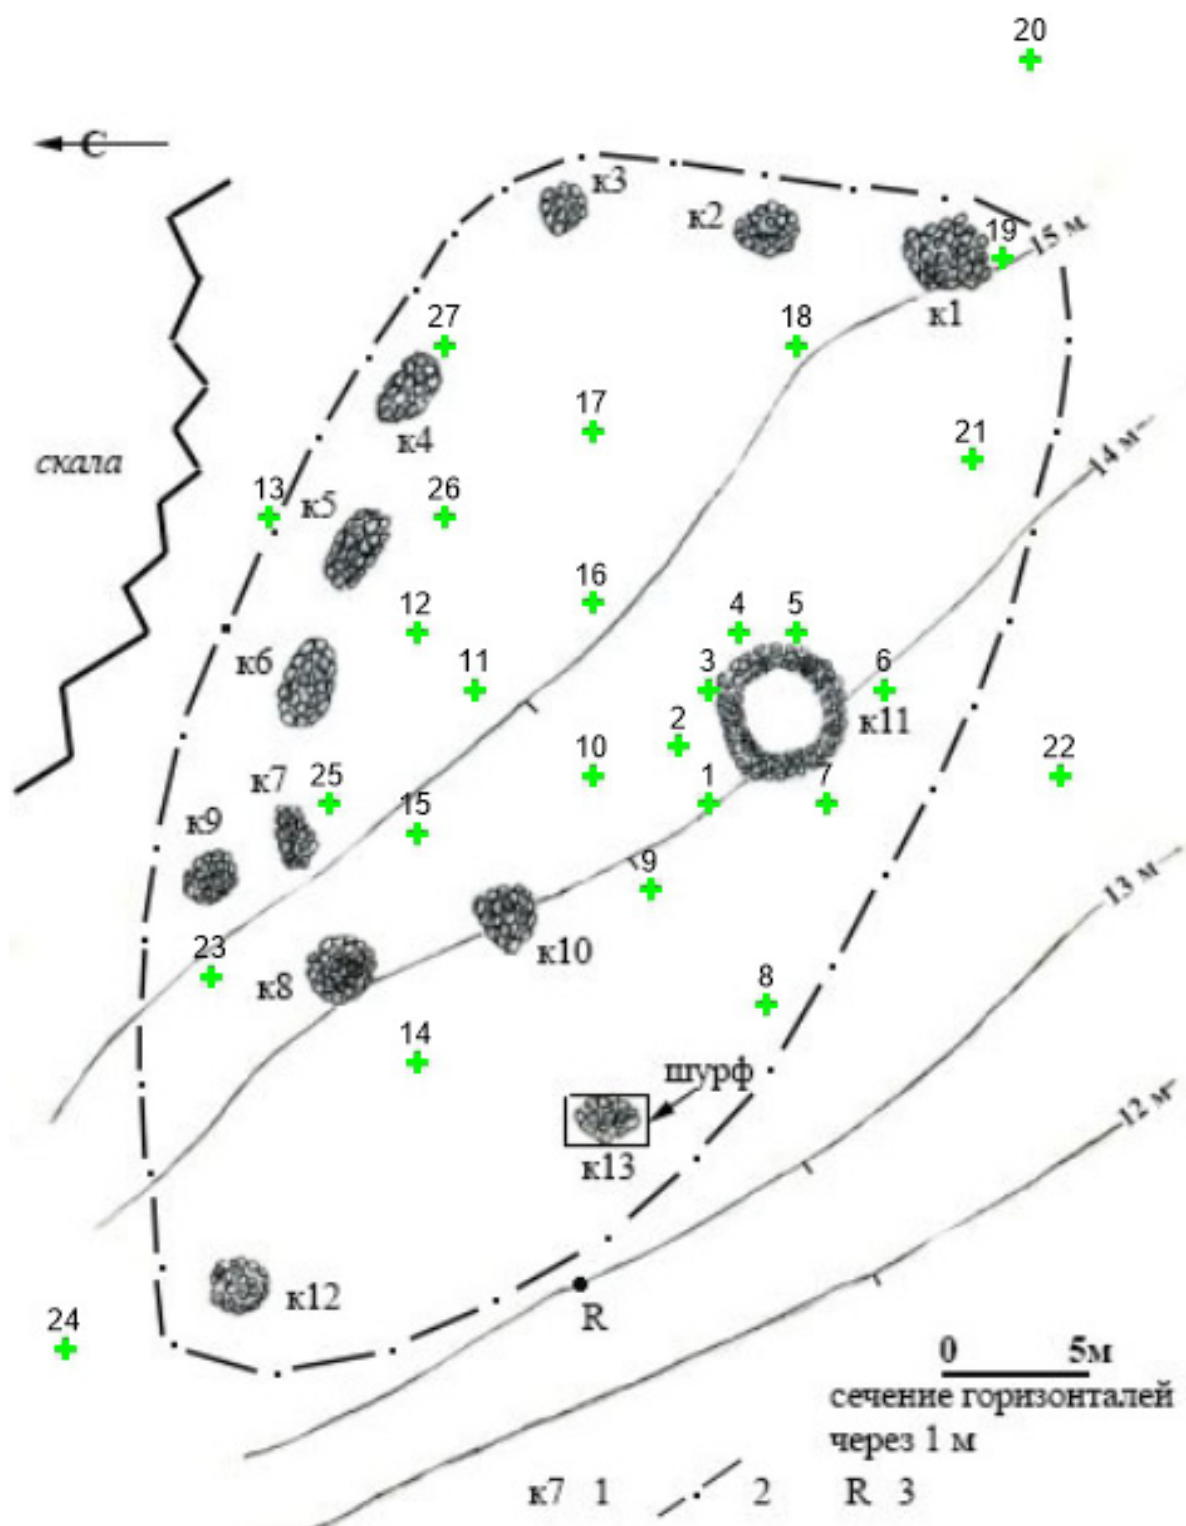 20
С
к3
к2
19
15 м
к1
27
18
к4
17
скала
21
14 м
13
к5
26
16
12
4
5
к6
11
3
6
к11
2
10
22
к7
25
15
1
7
к9
9
13 м
23
к8
к10
8
14
шурф
12 м
к13
к12
R
24
0 5м
сечение горизонталей
через 1 м
к7 1 2 R 3